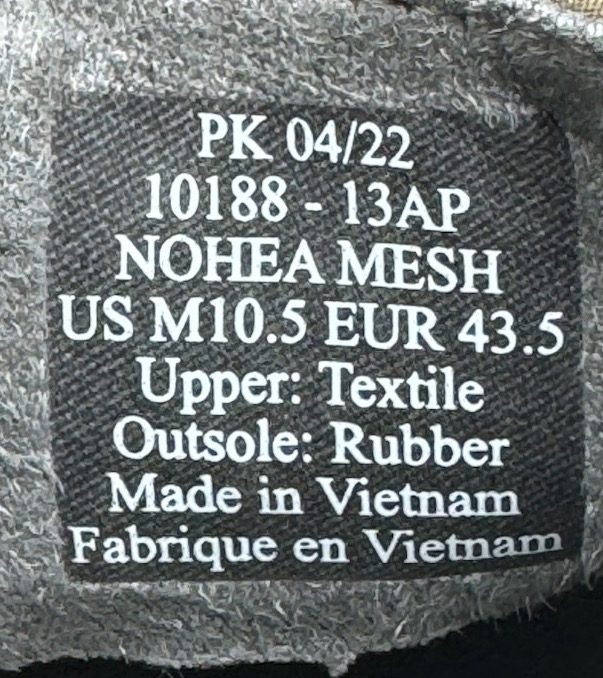 PK 04/22
10188 - 13AP
NOHEA MESH
US M10.5 EUR 43.5
Upper: Textile
Outsole: Rubber
Made in Vietnam
Fabrique en Vietnam